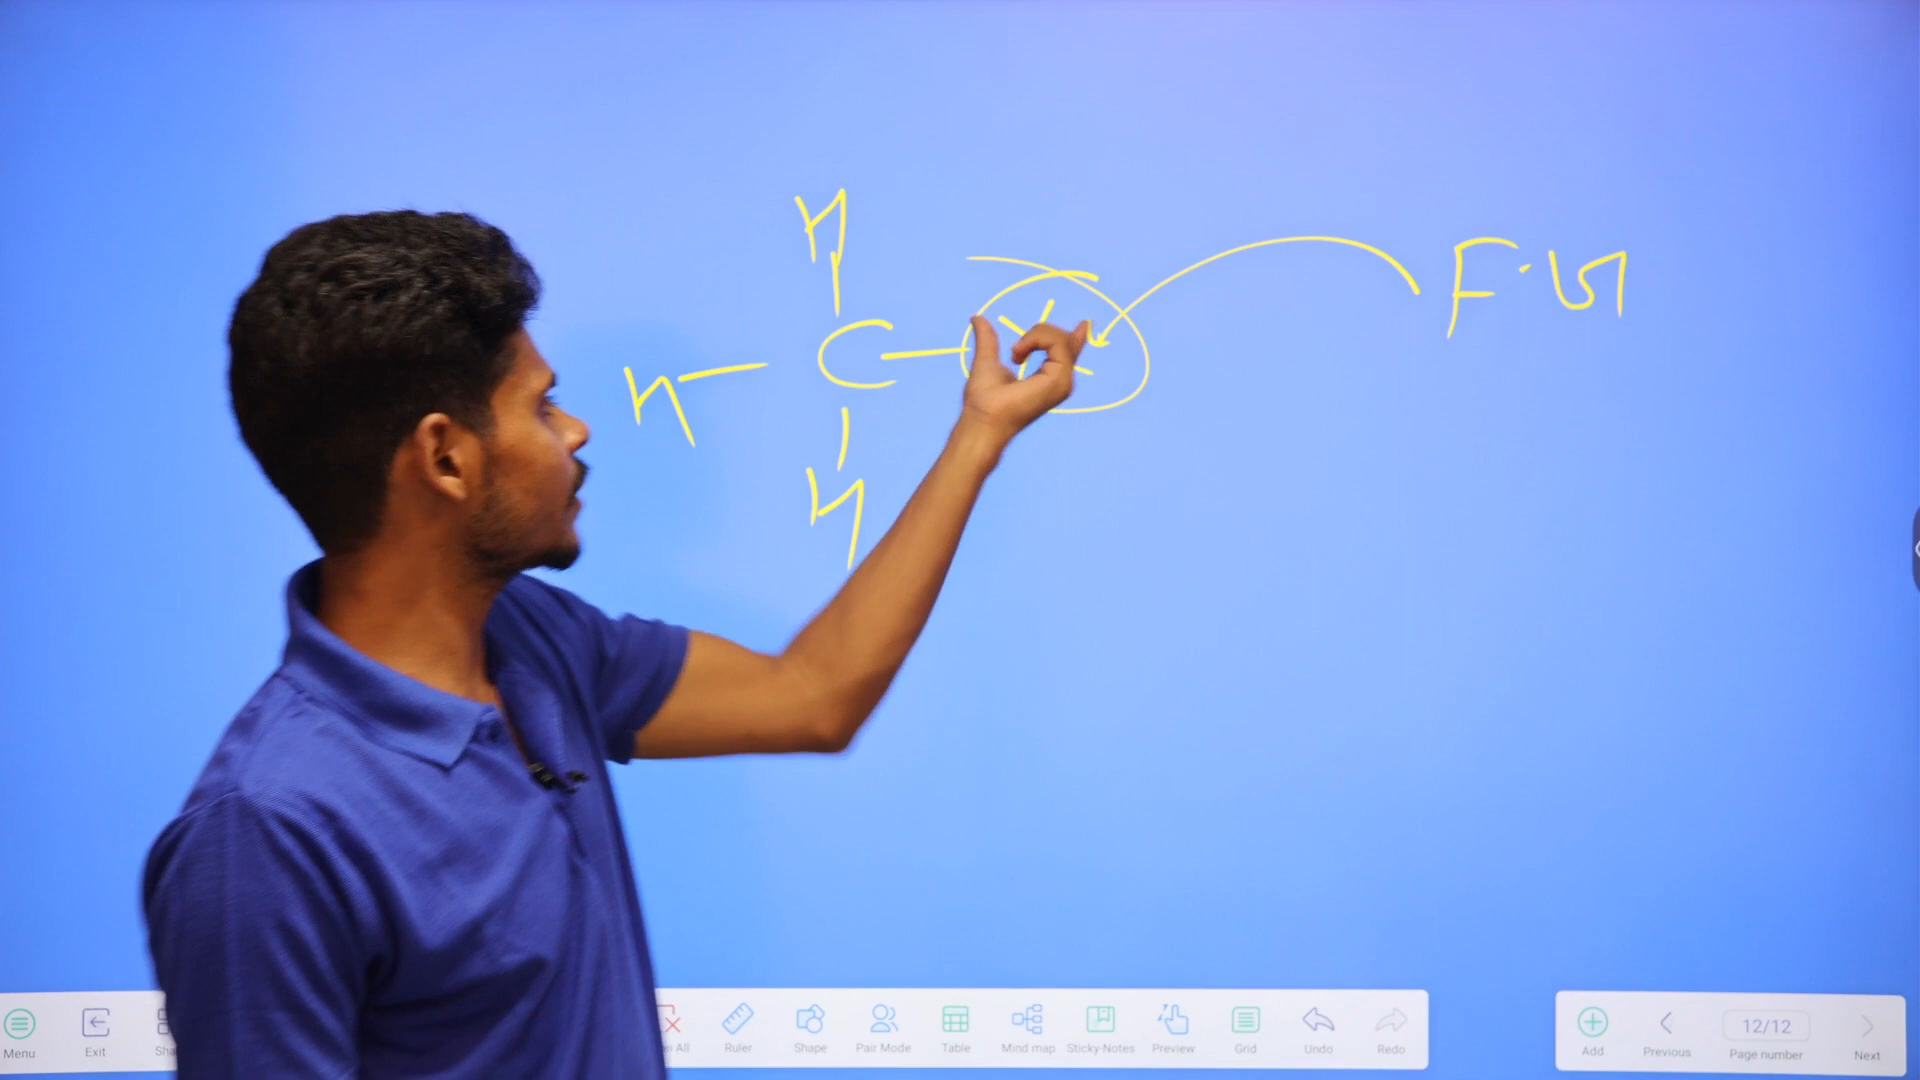 H
H — C — X
H
Menu
Exit
Ruler
Shape
Pair Mode
Table
Mind map
Sticky-Notes
Preview
Grid
Undo
Redo
Add
Previous
12/12
Page number
Next